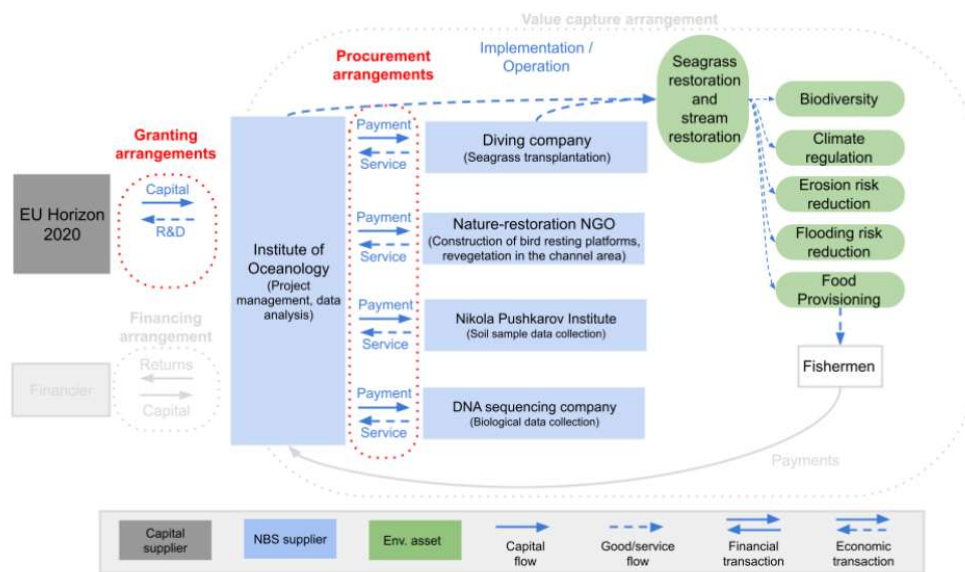 Value capture arrangement
Procurement
arrangements
Implementation /
Operation
Seagrass
restoration
and
stream
restoration
Biodiversity
Climate
regulation
Erosion risk
reduction
Flooding risk
reduction
Food
Provisioning
Fishermen
Payments
Granting
arrangements
Capital
R&D
EU Horizon
2020
Institute of
Oceanology
(Project
management, data
analysis)
Payment
Service
Diving company
(Seagrass transplantation)
Payment
Service
Nature-restoration NGO
(Construction of bird resting platforms,
revegetation in the channel area)
Payment
Service
Nikola Pushkarov Institute
(Soil sample data collection)
Payment
Service
DNA sequencing company
(Biological data collection)
Financing
arrangement
Returns
Capital
Financier
Capital
supplier
NBS supplier
Env. asset
Capital
flow
Good/service
flow
Financial
transaction
Economic
transaction